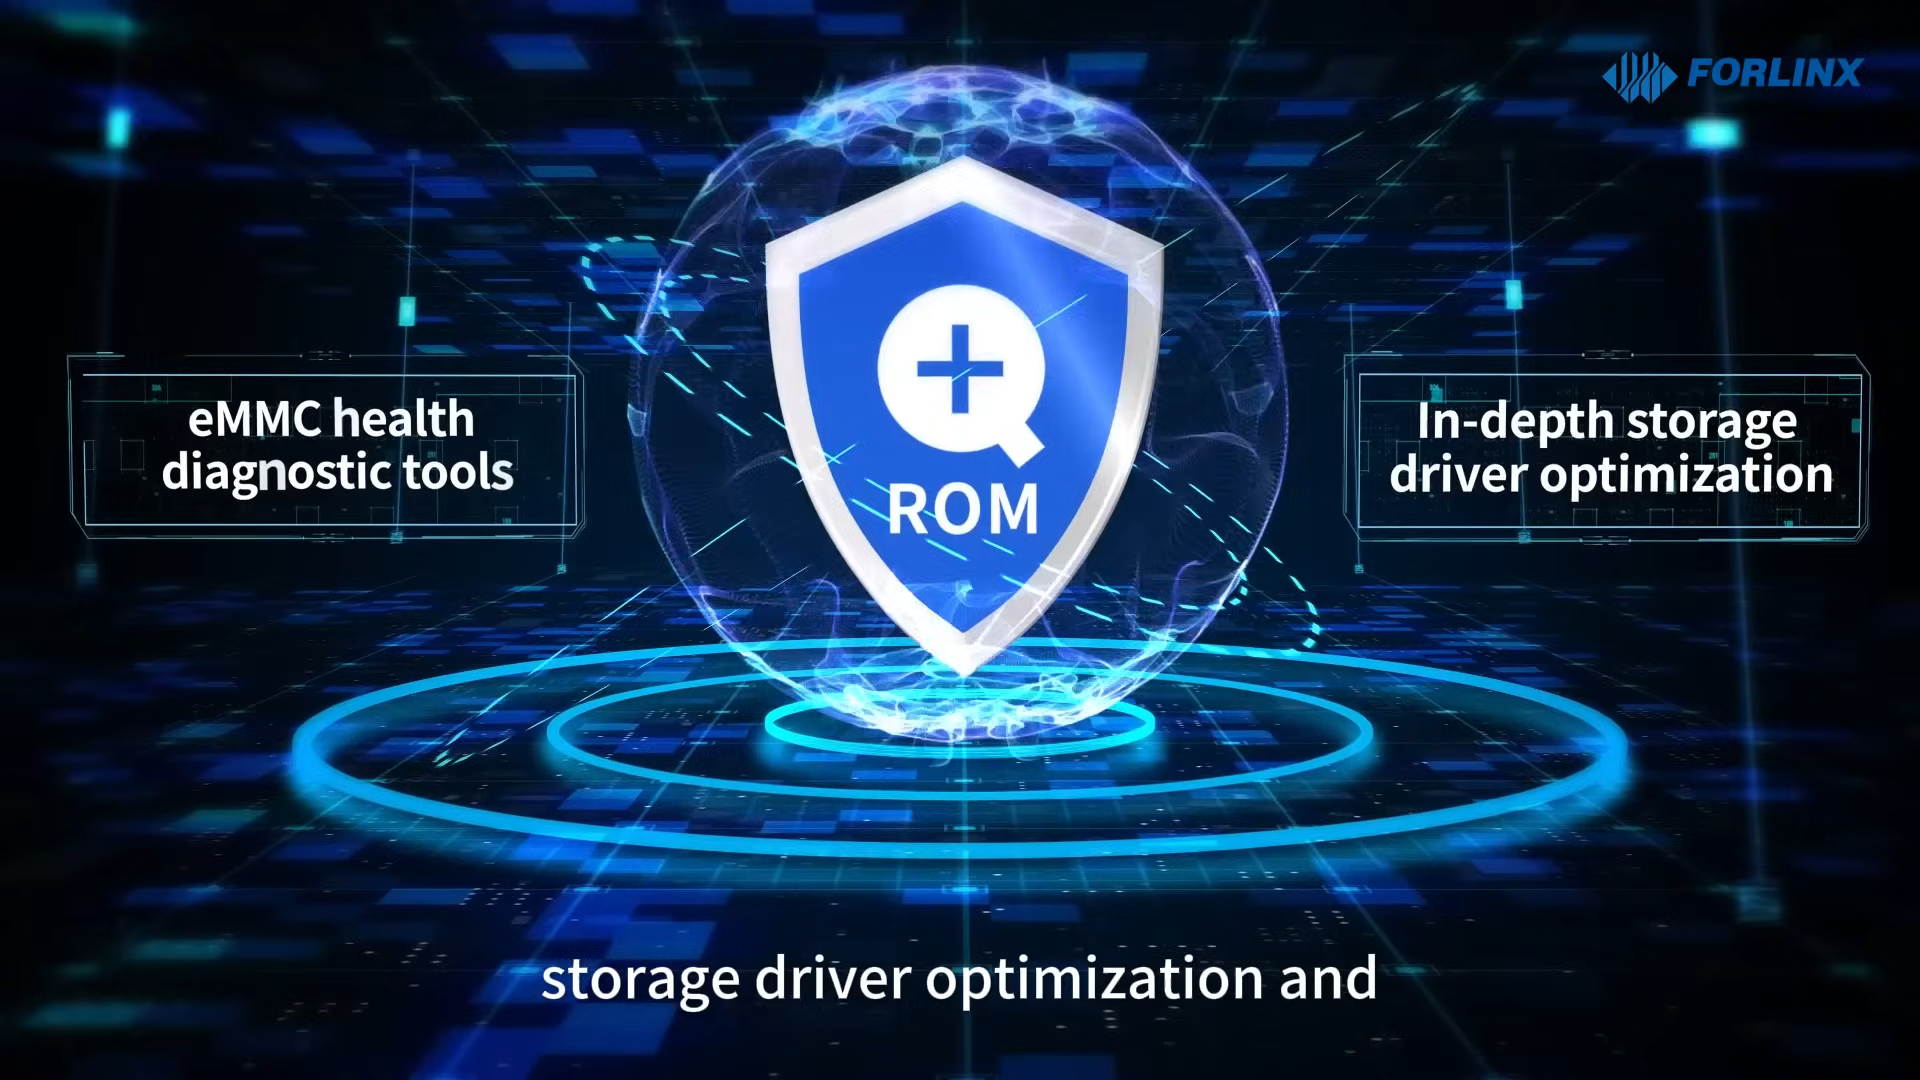 FORLINX
eMMC health
diagnostic tools
ROM
In-depth storage
driver optimization
storage driver optimization and